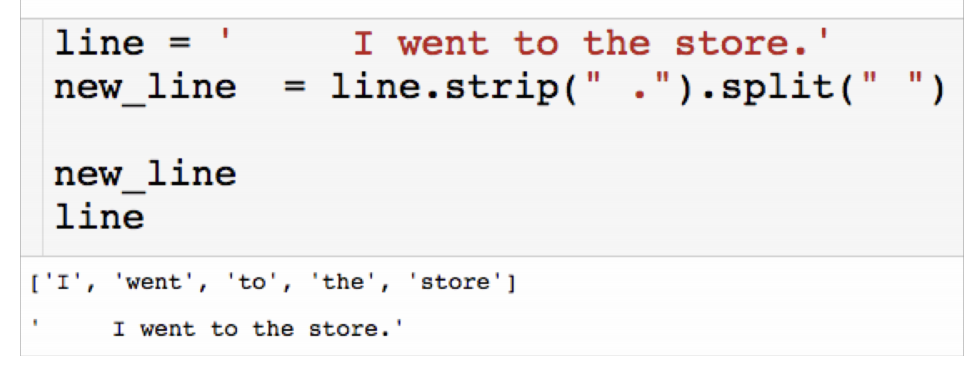 line = '     I went to the store.'
new_line  = line.strip(" .").split(" ")
new_line
line
['I', 'went', 'to', 'the', 'store']
'     I went to the store.'